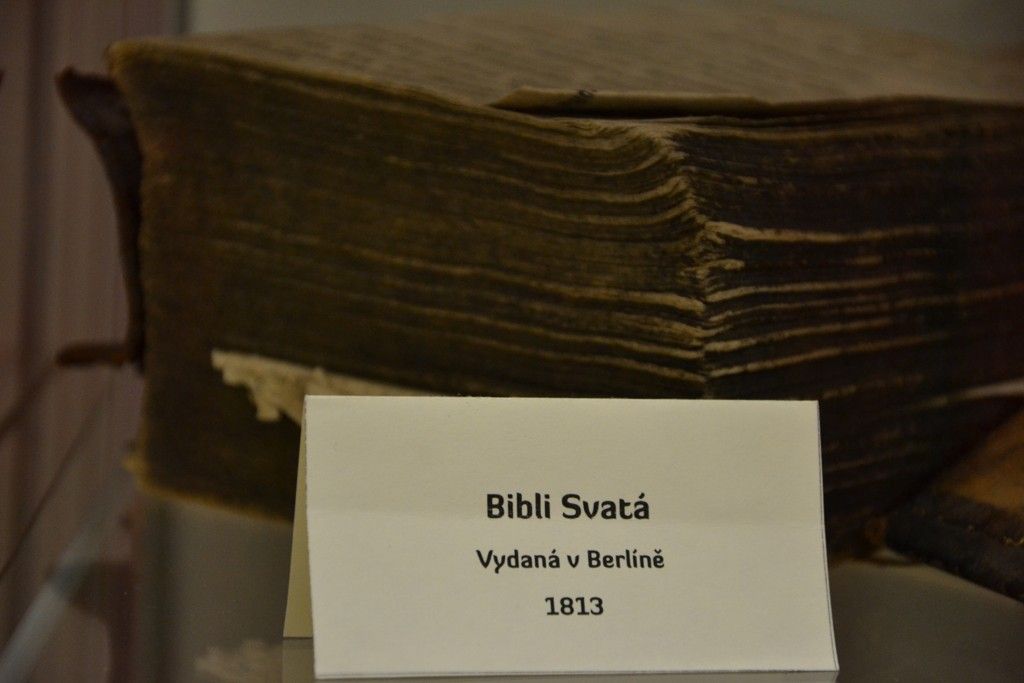 Bibli Svatá
Vydaná v Berlíně
1813